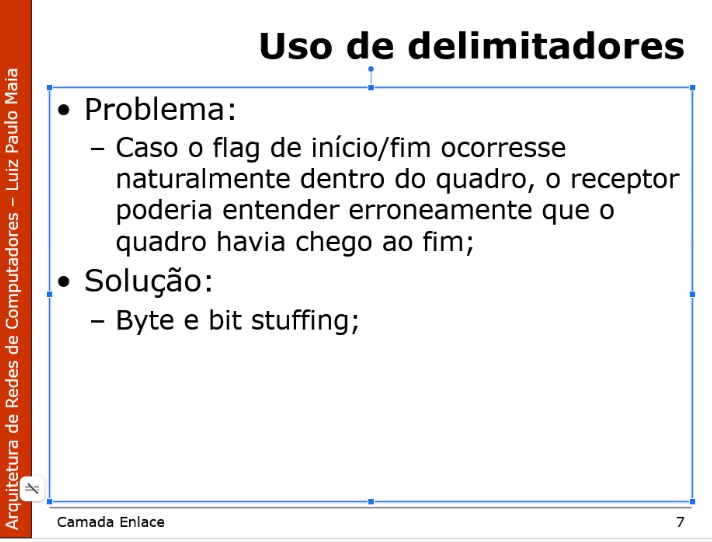 Uso de delimitadores
• Problema:
– Caso o flag de início/fim ocorresse
naturalmente dentro do quadro, o receptor
poderia entender erroneamente que o
quadro havia chego ao fim;
• Solução:
– Byte e bit stuffing;
Arquitetura de Redes de Computadores – Luiz Paulo Maia
Camada Enlace
7